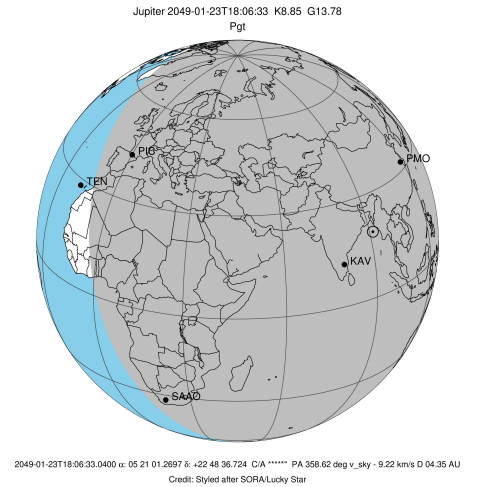 Jupiter 2049-01-23T18:06:33 K8.85 G13.78
Pgt
PIC
PMO
TEN
KAV
SAAO
2049-01-23T18:06:33.0400 α: 05 21 01.2697 δ: +22 48 36.724 C/A *****" PA 358.62 deg v_sky - 9.22 km/s D 04.35 AU
Credit: Styled after SORA/Lucky Star